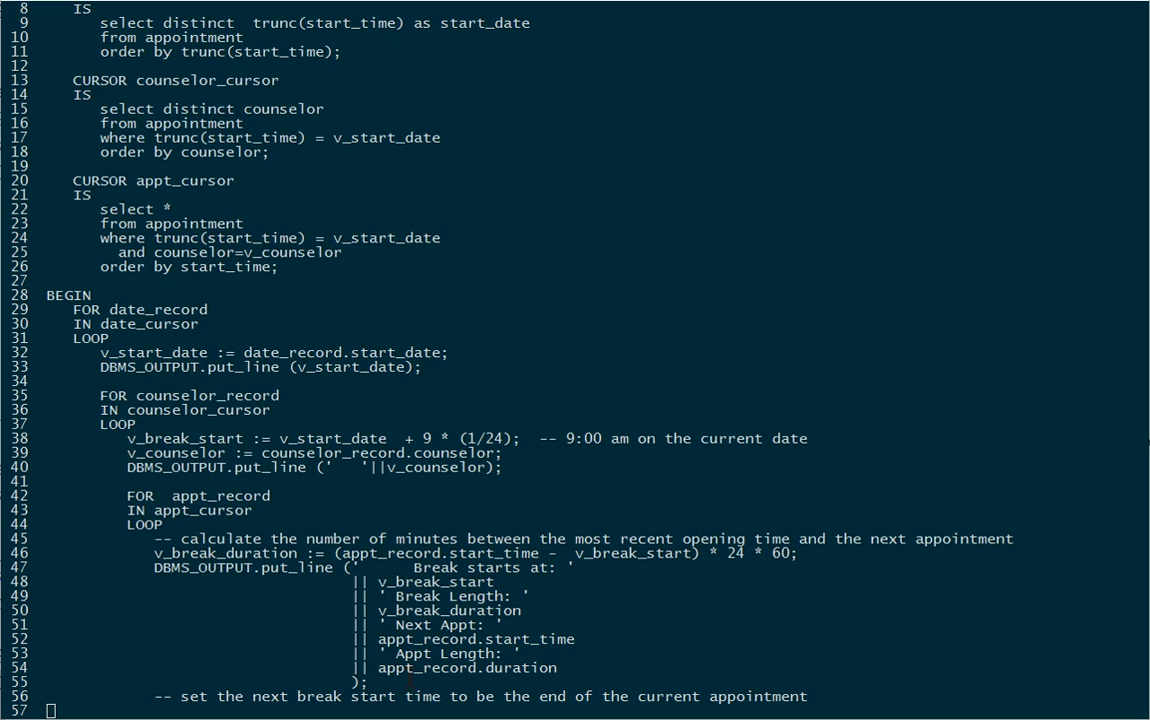 8 IS
9 select distinct  trunc(start_time) as start_date
10 from appointment
11 order by trunc(start_time);
12
13 CURSOR counselor_cursor
14 IS
15 select distinct counselor
16 from appointment
17 where trunc(start_time) = v_start_date
18 order by counselor;
19
20 CURSOR appt_cursor
21 IS
22 select *
23 from appointment
24 where trunc(start_time) = v_start_date
25 and counselor=v_counselor
26 order by start_time;
27
28 BEGIN
29 FOR date_record
30 IN date_cursor
31 LOOP
32 v_start_date := date_record.start_date;
33 DBMS_OUTPUT.put_line (v_start_date);
34
35 FOR counselor_record
36 IN counselor_cursor
37 LOOP
38 v_break_start := v_start_date  + 9 * (1/24);  -- 9:00 am on the current date
39 v_counselor := counselor_record.counselor;
40 DBMS_OUTPUT.put_line ('   '||v_counselor);
41
42 FOR  appt_record
43 IN appt_cursor
44 LOOP
45 -- calculate the number of minutes between the most recent opening time and the next appointment
46 v_break_duration := (appt_record.start_time -  v_break_start) * 24 * 60;
47 DBMS_OUTPUT.put_line ('      Break starts at: '
48 || v_break_start
49 || ' Break Length: '
50 || v_break_duration
51 || ' Next Appt: '
52 || appt_record.start_time
53 || ' Appt Length: '
54 || appt_record.duration
55 );
56 -- set the next break start time to be the end of the current appointment
57